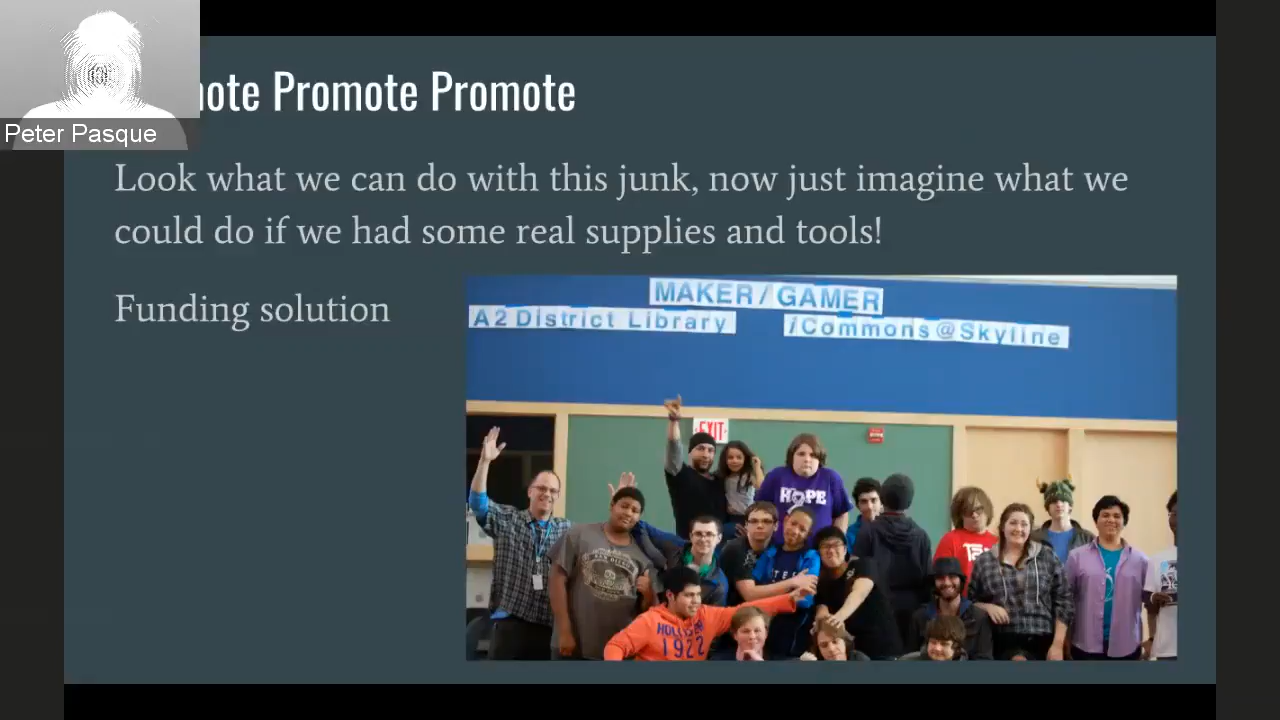 Promote Promote
Peter Pasque
Look what we can do with this junk, now just imagine what we
could do if we had some real supplies and tools!
Funding solution
MAKER / GAMER
A2 District Library
iCommons@Skyline
EXIT
HOPE
HOLLISTER
1922